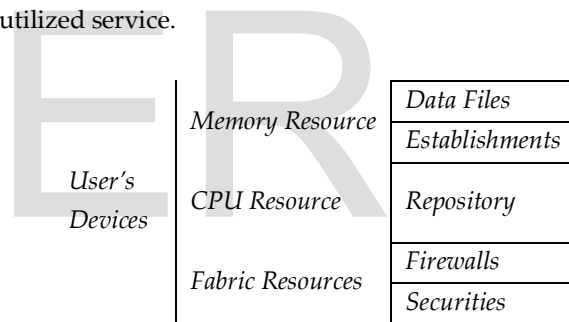 utilized service.
ER
Data Files
Memory Resource
Establishments
User's
Devices
CPU Resource
Repository
Firewalls
Fabric Resources
Securities